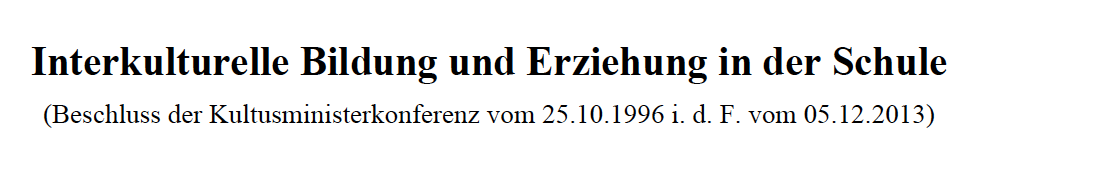 Interkulturelle Bildung und Erziehung in der Schule
(Beschluss der Kultusministerkonferenz vom 25.10.1996 i. d. F. vom 05.12.2013)